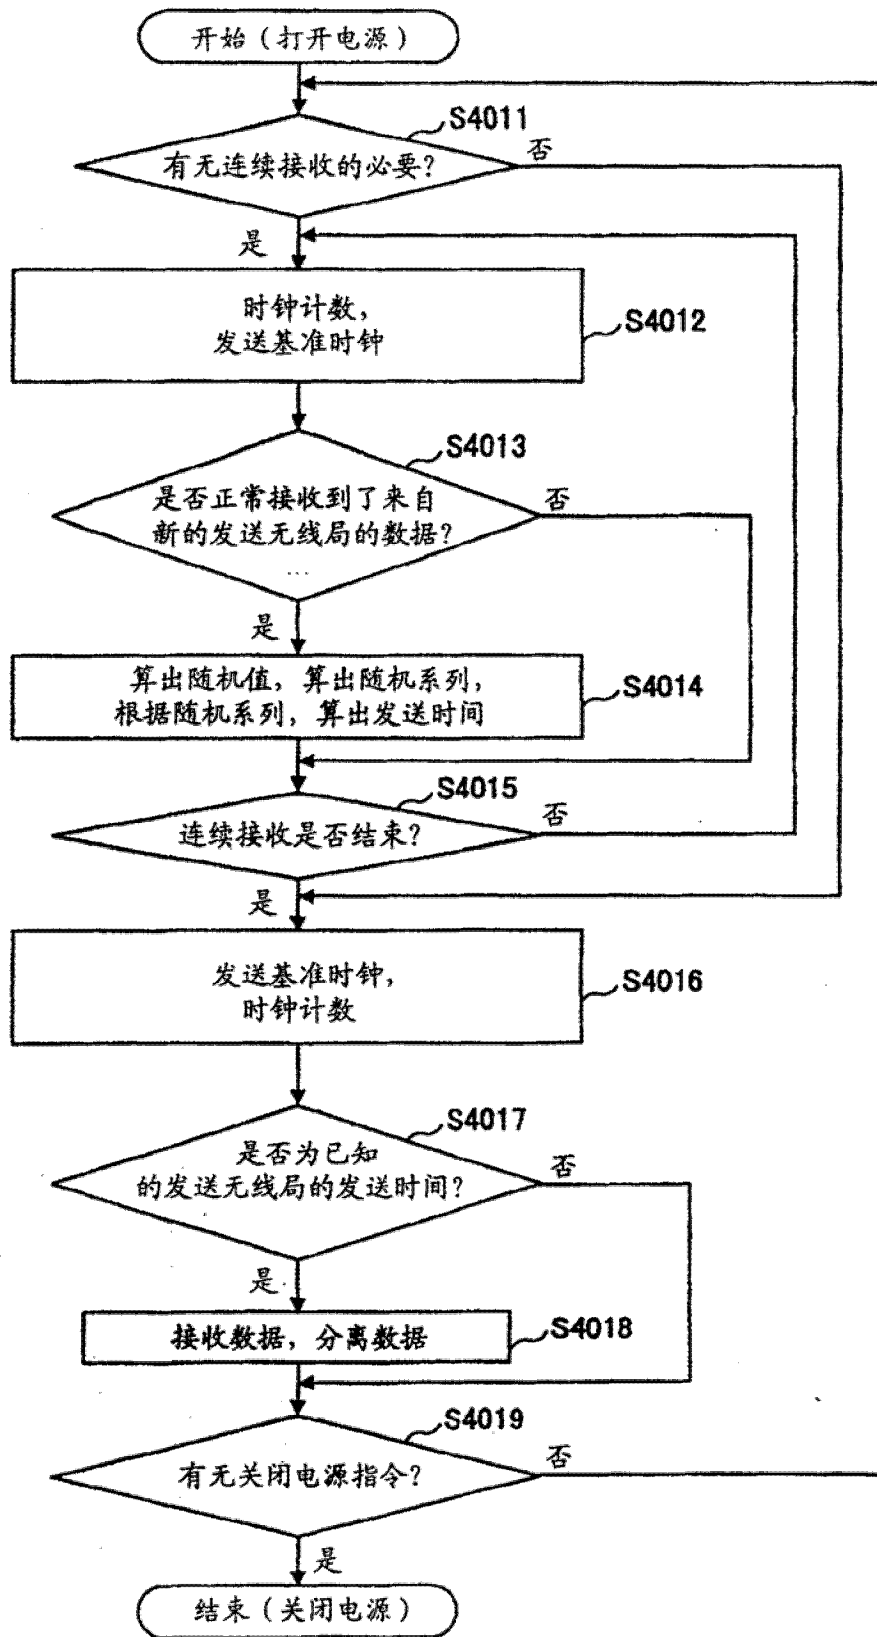 开始（打开电源）
S4011
有无连续接收的必要？
否
是
时钟计数，
发送基准时钟
S4012
S4013
是否正常接收到了来自
新的发送无线局的数据？
否
是
算出随机值，算出随机系列，
根据随机系列，算出发送时间
S4014
S4015
连续接收是否结束？
否
是
发送基准时钟，
时钟计数
S4016
S4017
是否为已知
的发送无线局的发送时间？
否
是
接收数据，分离数据
S4018
S4019
有无关闭电源指令？
否
是
结束（关闭电源）